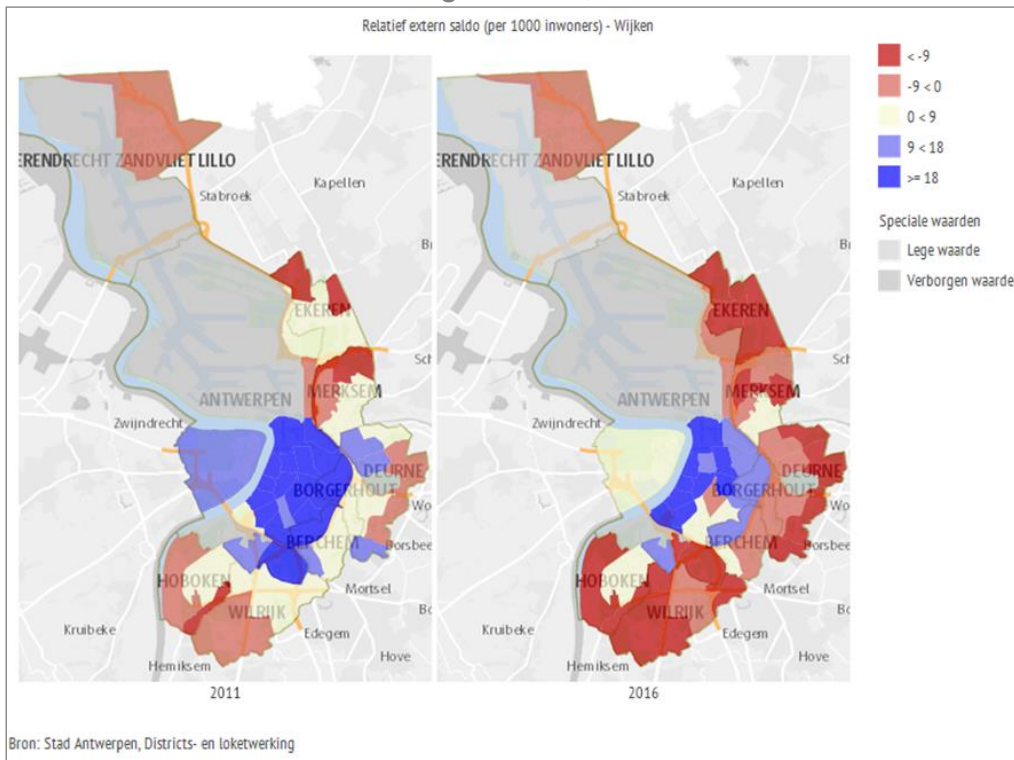 Relatief extern saldo (per 1000 inwoners) - Wijken
ERENDRECHT ZANDVLIET LILLO
Stabroek
Kapellen
EKEREN
MERKSEM
ANTWERPEN
Zwijndrecht
DEURNE
BORGERHOUT
BERCHEM
HOBOKEN
Mortsel
WILRIJK
Kruibeke
Edegem
Hemiksem
Hove
2011
ERENDRECHT ZANDVLIET LILLO
Stabroek
Kapellen
EKEREN
MERKSEM
ANTWERPEN
Zwijndrecht
DEURNE
BORGERHOUT
BERCHEM
HOBOKEN
Mortsel
WILRIJK
Kruibeke
Edegem
Hemiksem
Hove
2016
< -9
-9 < 0
0 < 9
9 < 18
>= 18
Speciale waarden
Lege waarde
Verborgen waarde
Bron: Stad Antwerpen, Districts- en loketwerking